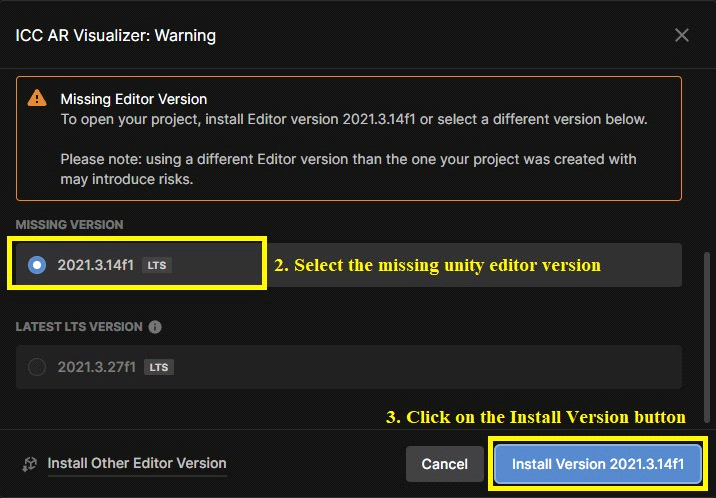 ICC AR Visualizer: Warning
Missing Editor Version
To open your project, install Editor version 2021.3.14f1 or select a different version below.
Please note: using a different Editor version than the one your project was created with
may introduce risks.
MISSING VERSION
2021.3.14f1 LTS
2. Select the missing unity editor version
LATEST LTS VERSION
2021.3.27f1 LTS
3. Click on the Install Version button
Install Other Editor Version
Cancel
Install Version 2021.3.14f1